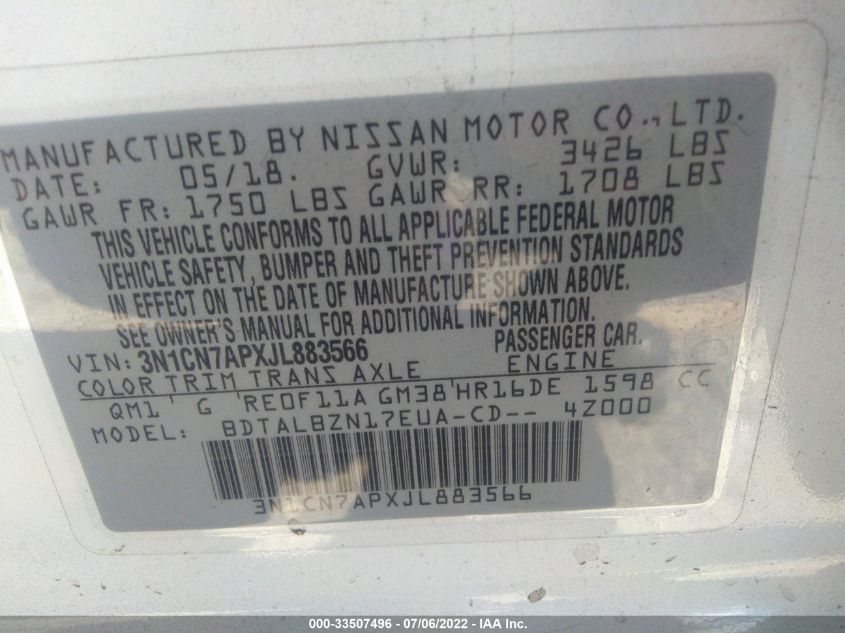 MANUFACTURED BY NISSAN MOTOR CO., LTD.
DATE: 05/18. GVWR: 3426 LBS
GAWR FR: 1750 LBS GAWR RR: 1708 LBS
THIS VEHICLE CONFORMS TO ALL APPLICABLE FEDERAL MOTOR
VEHICLE SAFETY, BUMPER AND THEFT PREVENTION STANDARDS
IN EFFECT ON THE DATE OF MANUFACTURE SHOWN ABOVE.
SEE OWNER'S MANUAL FOR ADDITIONAL INFORMATION.
VIN: 3N1CN7APXJL883566 PASSENGER CAR.
COLOR TRIM TRANS AXLE ENGINE
QM1 ' G 'RE0F11A GM38'HR16DE 1598 CC
MODEL: BDTALBZN17EUA-CD-- 4Z000
3N1CN7APXJL883566
000-33507496 - 07/06/2022 - IAA Inc.